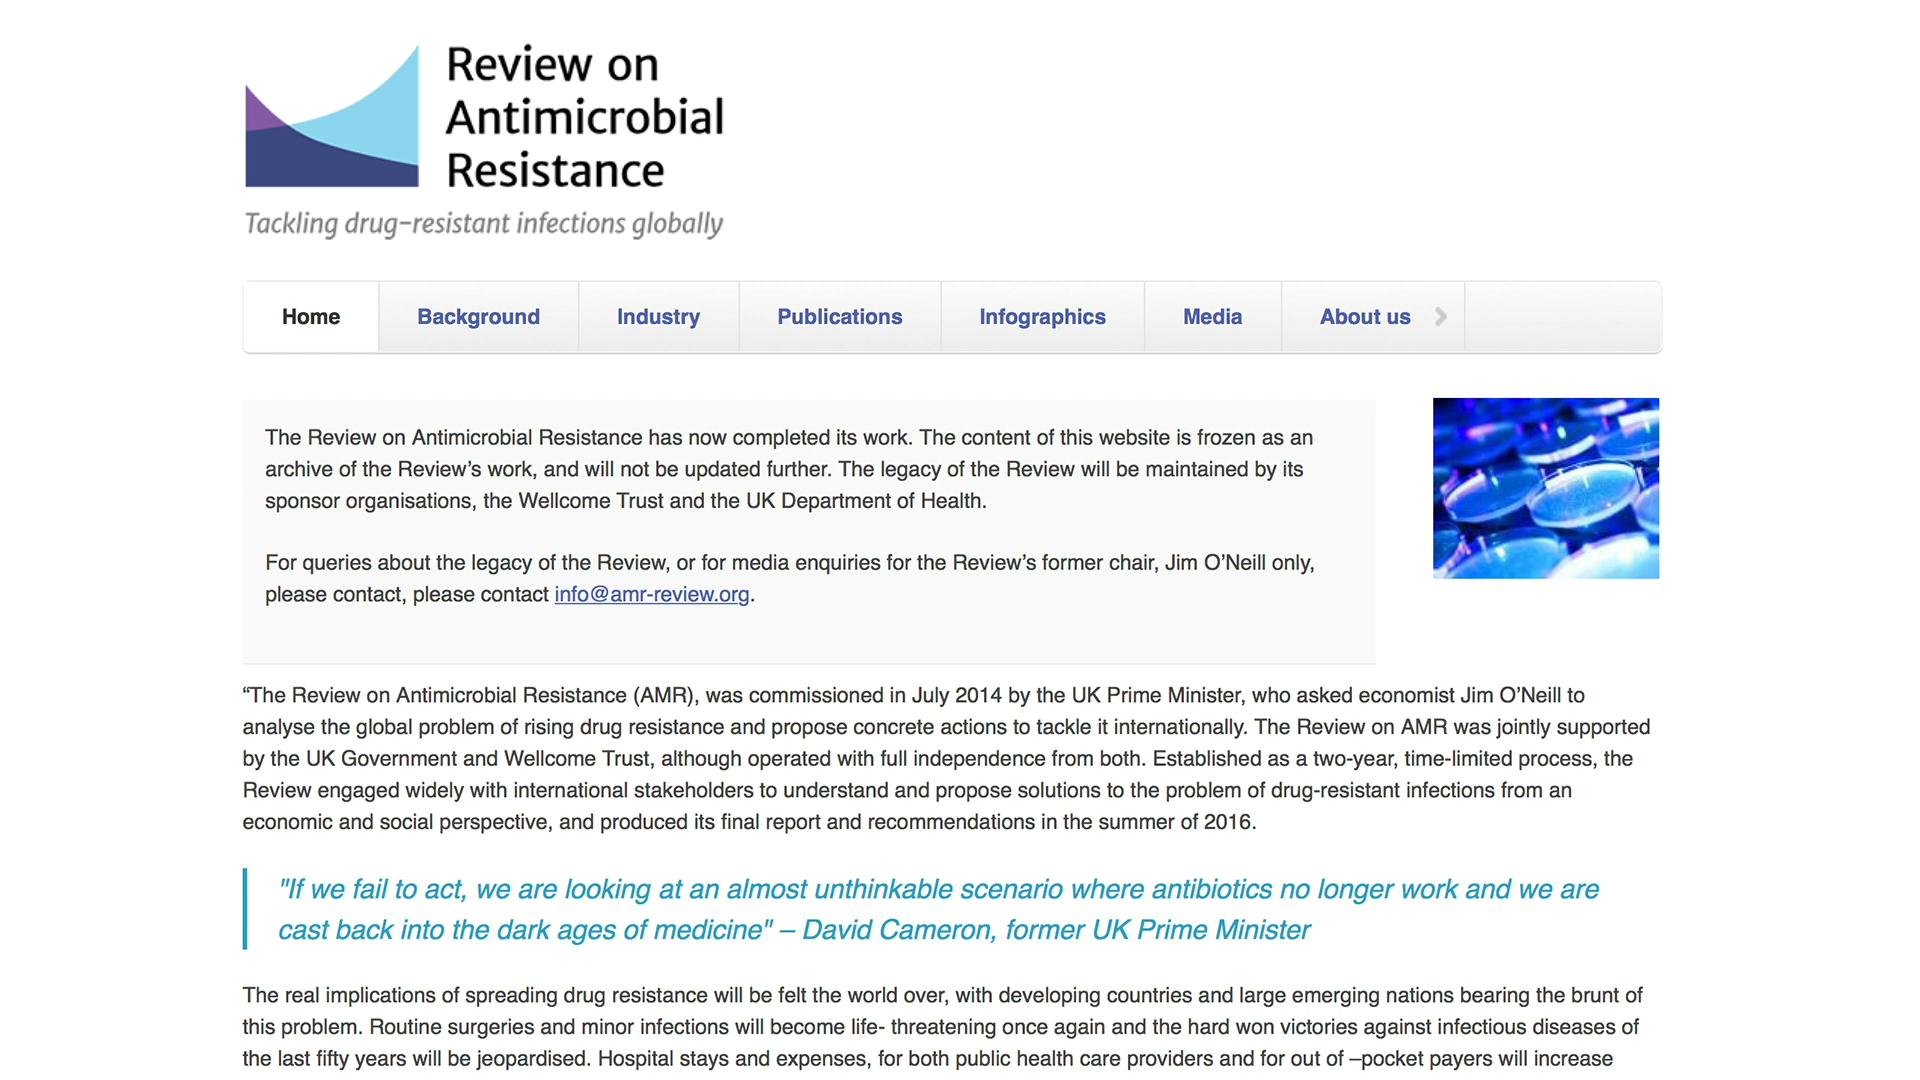 Review on
Antimicrobial
Resistance
Tackling drug-resistant infections globally
Home
Background
Industry
Publications
Infographics
Media
About us
The Review on Antimicrobial Resistance has now completed its work. The content of this website is frozen as an
archive of the Review’s work, and will not be updated further. The legacy of the Review will be maintained by its
sponsor organisations, the Wellcome Trust and the UK Department of Health.
For queries about the legacy of the Review, or for media enquiries for the Review’s former chair, Jim O’Neill only,
please contact, please contact info@amr-review.org.
“The Review on Antimicrobial Resistance (AMR), was commissioned in July 2014 by the UK Prime Minister, who asked economist Jim O’Neill to
analyse the global problem of rising drug resistance and propose concrete actions to tackle it internationally. The Review on AMR was jointly supported
by the UK Government and Wellcome Trust, although operated with full independence from both. Established as a two-year, time-limited process, the
Review engaged widely with international stakeholders to understand and propose solutions to the problem of drug-resistant infections from an
economic and social perspective, and produced its final report and recommendations in the summer of 2016.
"If we fail to act, we are looking at an almost unthinkable scenario where antibiotics no longer work and we are
cast back into the dark ages of medicine" – David Cameron, former UK Prime Minister
The real implications of spreading drug resistance will be felt the world over, with developing countries and large emerging nations bearing the brunt of
this problem. Routine surgeries and minor infections will become life- threatening once again and the hard won victories against infectious diseases of
the last fifty years will be jeopardised. Hospital stays and expenses, for both public health care providers and for out of –pocket payers will increase